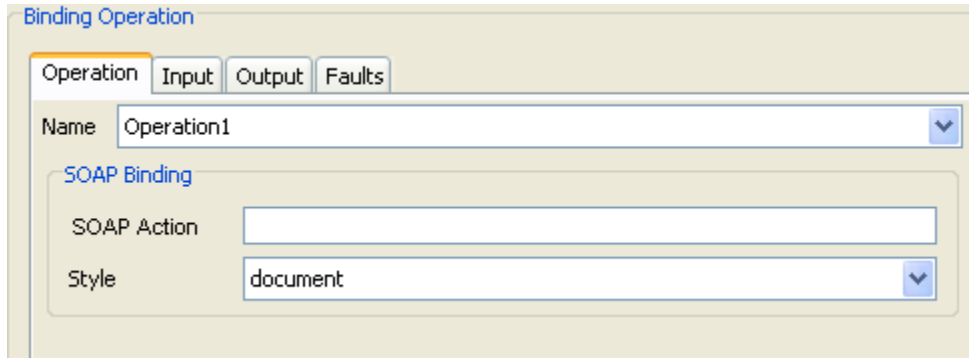 Binding Operation
Operation Input Output Faults
Name Operation1
SOAP Binding
SOAP Action
Style document